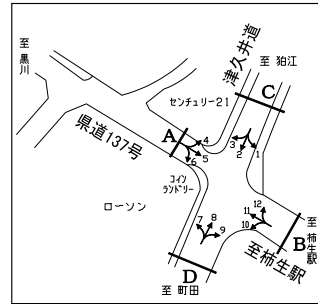 至黒川
津久井道
至 狛江
センチュリー21
C
県道137号
A
4
3
2
1
5
6
コイン
ランドリー
ローソン
12
11
10
至柿生駅
B
至柿生駅
7
8
9
D
至 町田